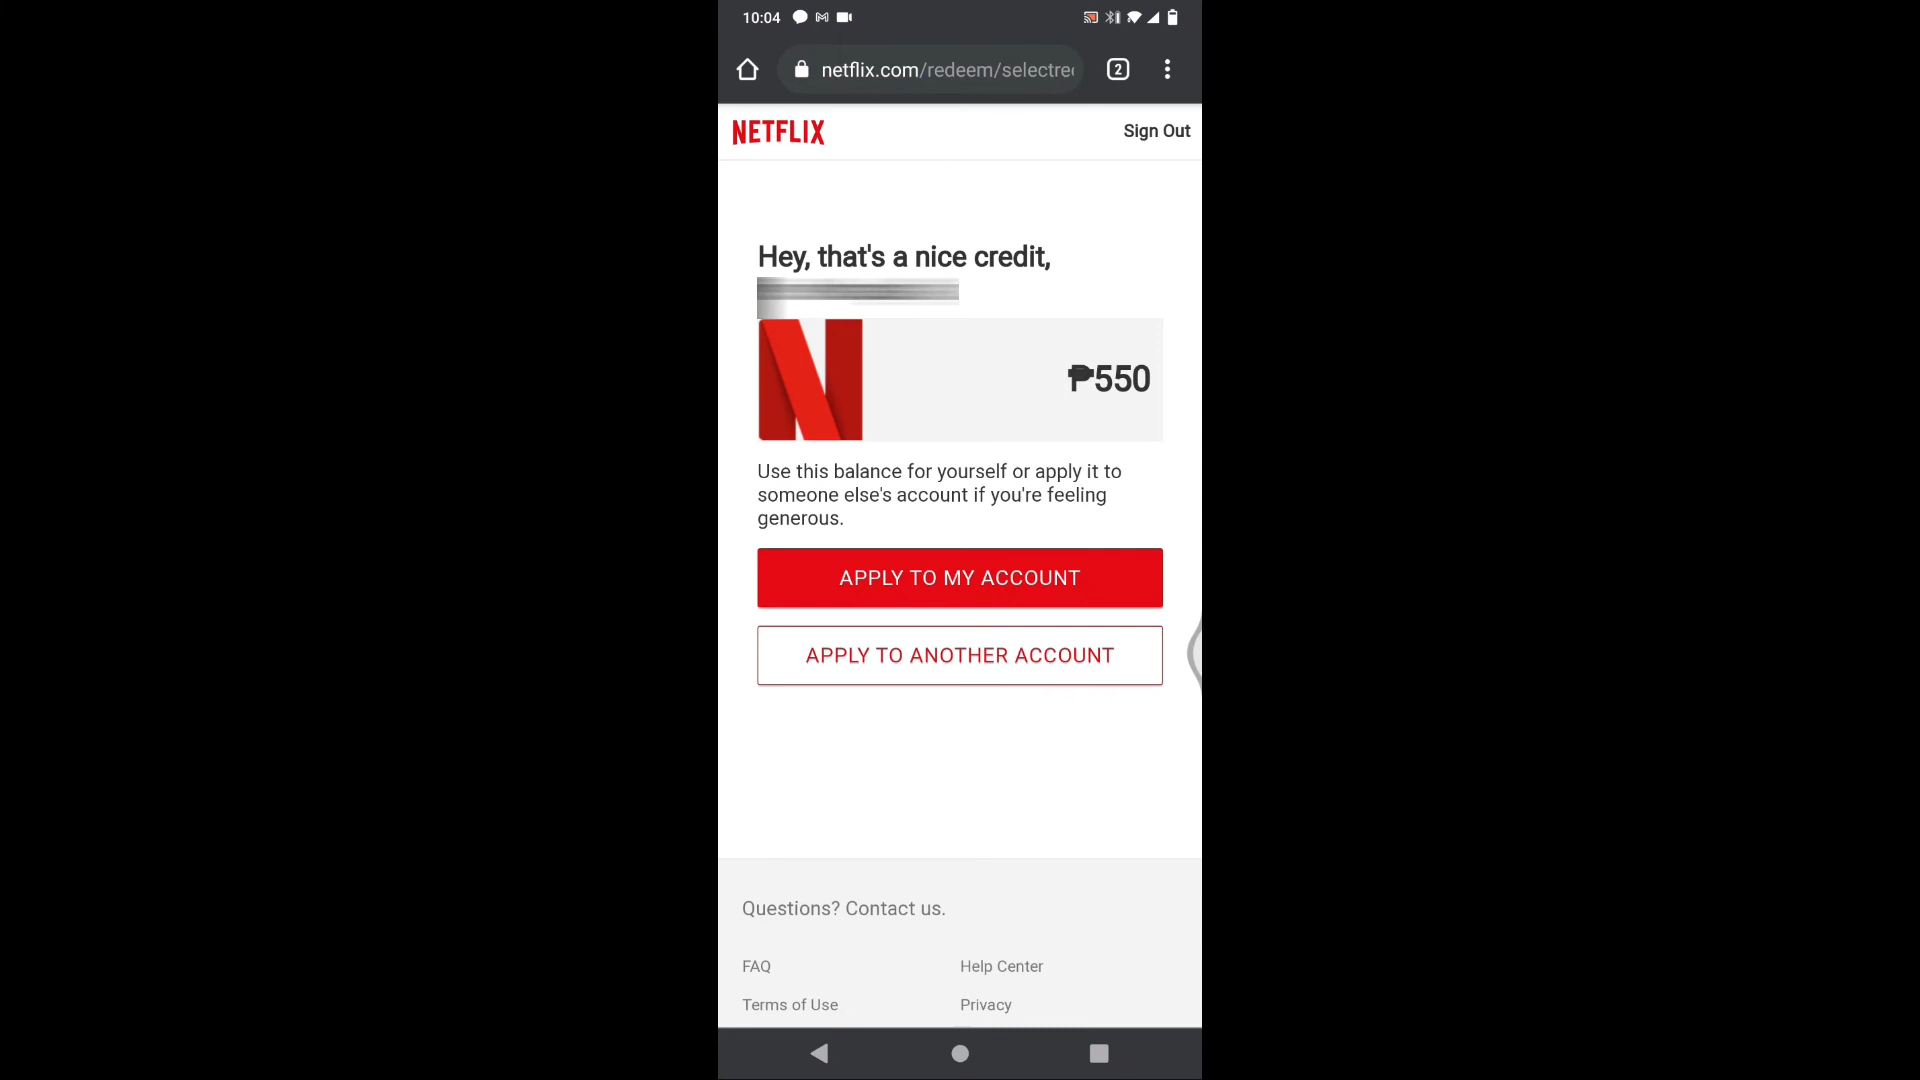 10:04
netflix.com/redeem/selectre
2
NETFLIX
Sign Out
Hey, that's a nice credit,
₱550
Use this balance for yourself or apply it to
someone else's account if you're feeling
generous.
APPLY TO MY ACCOUNT
APPLY TO ANOTHER ACCOUNT
Questions? Contact us.
FAQ
Help Center
Terms of Use
Privacy